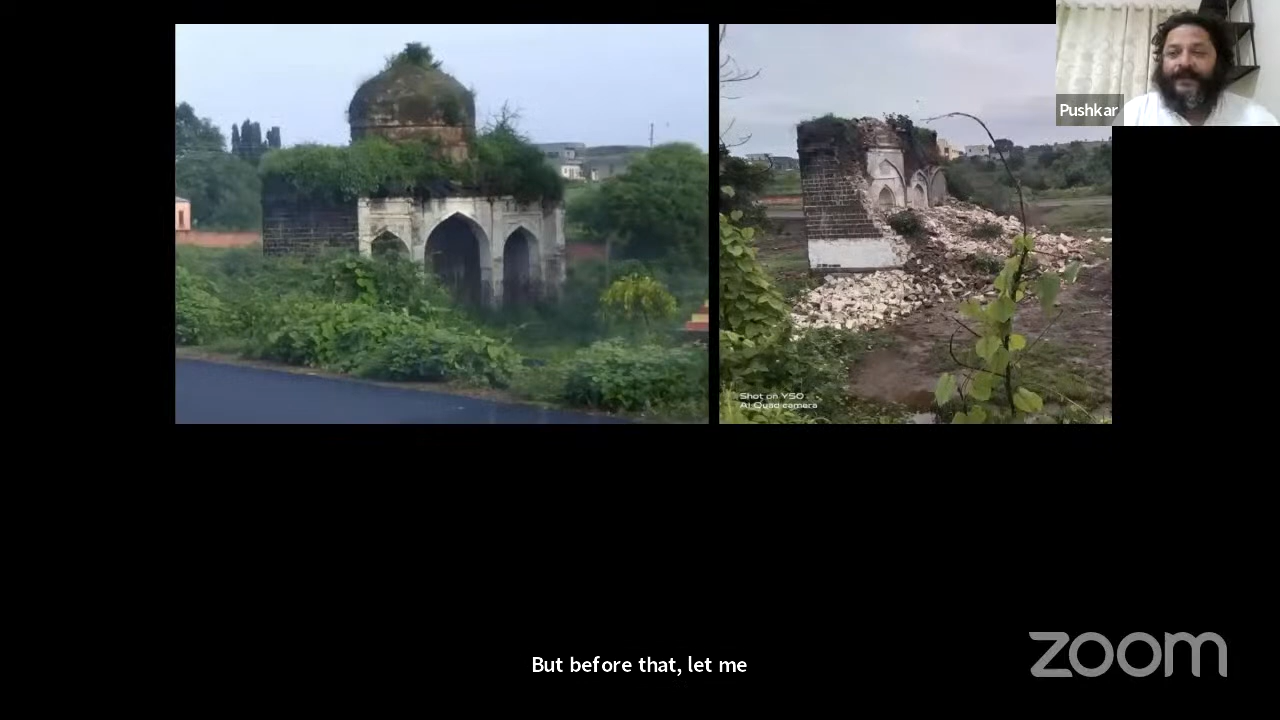 Pushkar
Shot on Y50
AI Quad camera
But before that, let me
zoom